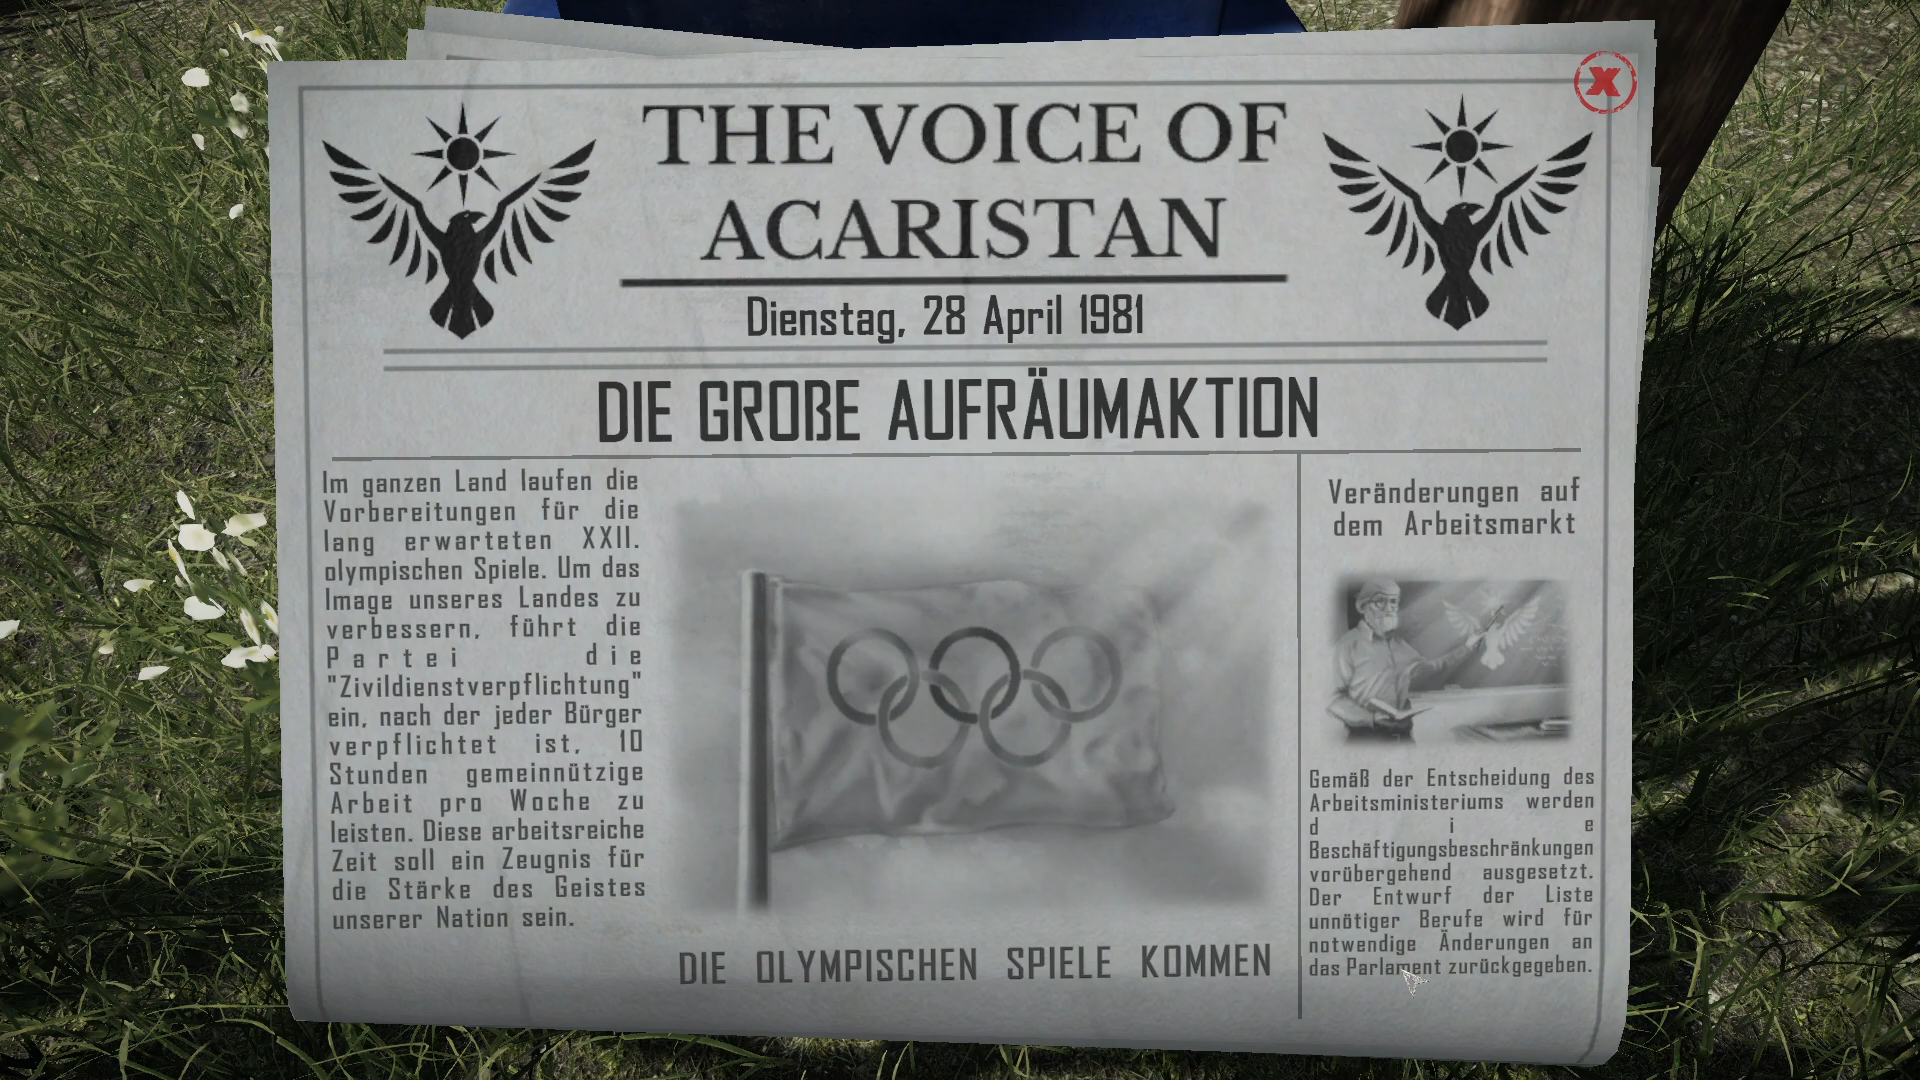 THE VOICE OF
ACARISTAN
Dienstag, 28 April 1981
DIE GROßE AUFRÄUMAKTION
Im ganzen Land laufen die
Vorbereitungen für die
lang erwarteten XXII.
olympischen Spiele. Um das
Image unseres Landes zu
verbessern, führt die
Partei die
"Zivildienstverpflichtung"
ein, nach der jeder Bürger
verpflichtet ist, 10
Stunden gemeinnützige
Arbeit pro Woche zu
leisten. Diese arbeitsreiche
Zeit soll ein Zeugnis für
die Stärke des Geistes
unserer Nation sein.
DIE OLYMPISCHEN SPIELE KOMMEN
Veränderungen auf
dem Arbeitsmarkt
Gemäß der Entscheidung des
Arbeitsministeriums werden
die
Beschäftigungsbeschränkungen
vorübergehend ausgesetzt.
Der Entwurf der Liste
unnötiger Berufe wird für
notwendige Änderungen an
das Parlament zurückgegeben.
X